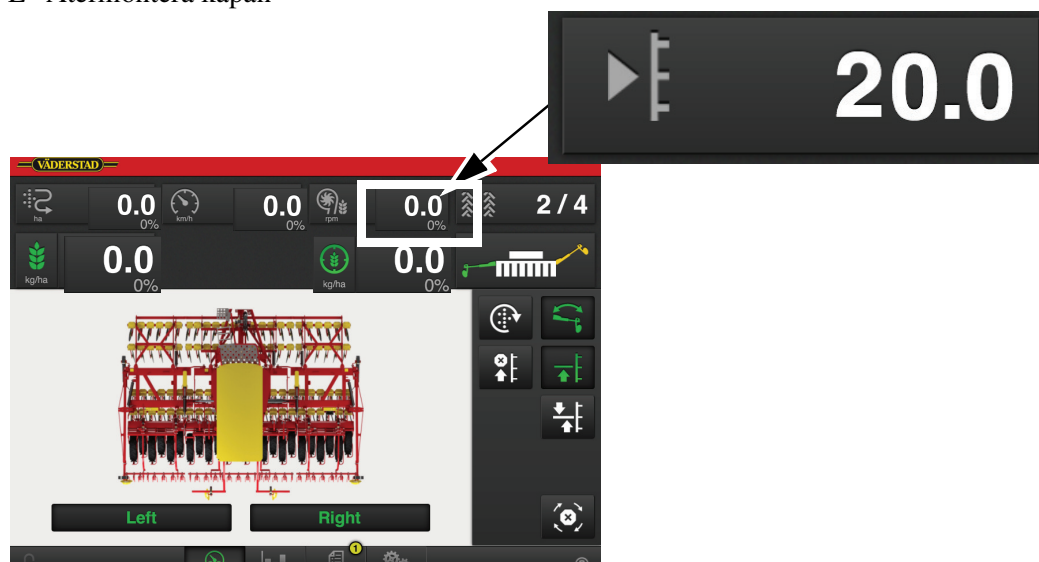 Återmontera kåpan
20.0
VÄDERSTAD
ha 0.0 0%
km/h 0.0 0%
rpm 0.0 0%
2 / 4
kg/ha 0.0 0%
kg/ha 0.0 0%
Left Right
1